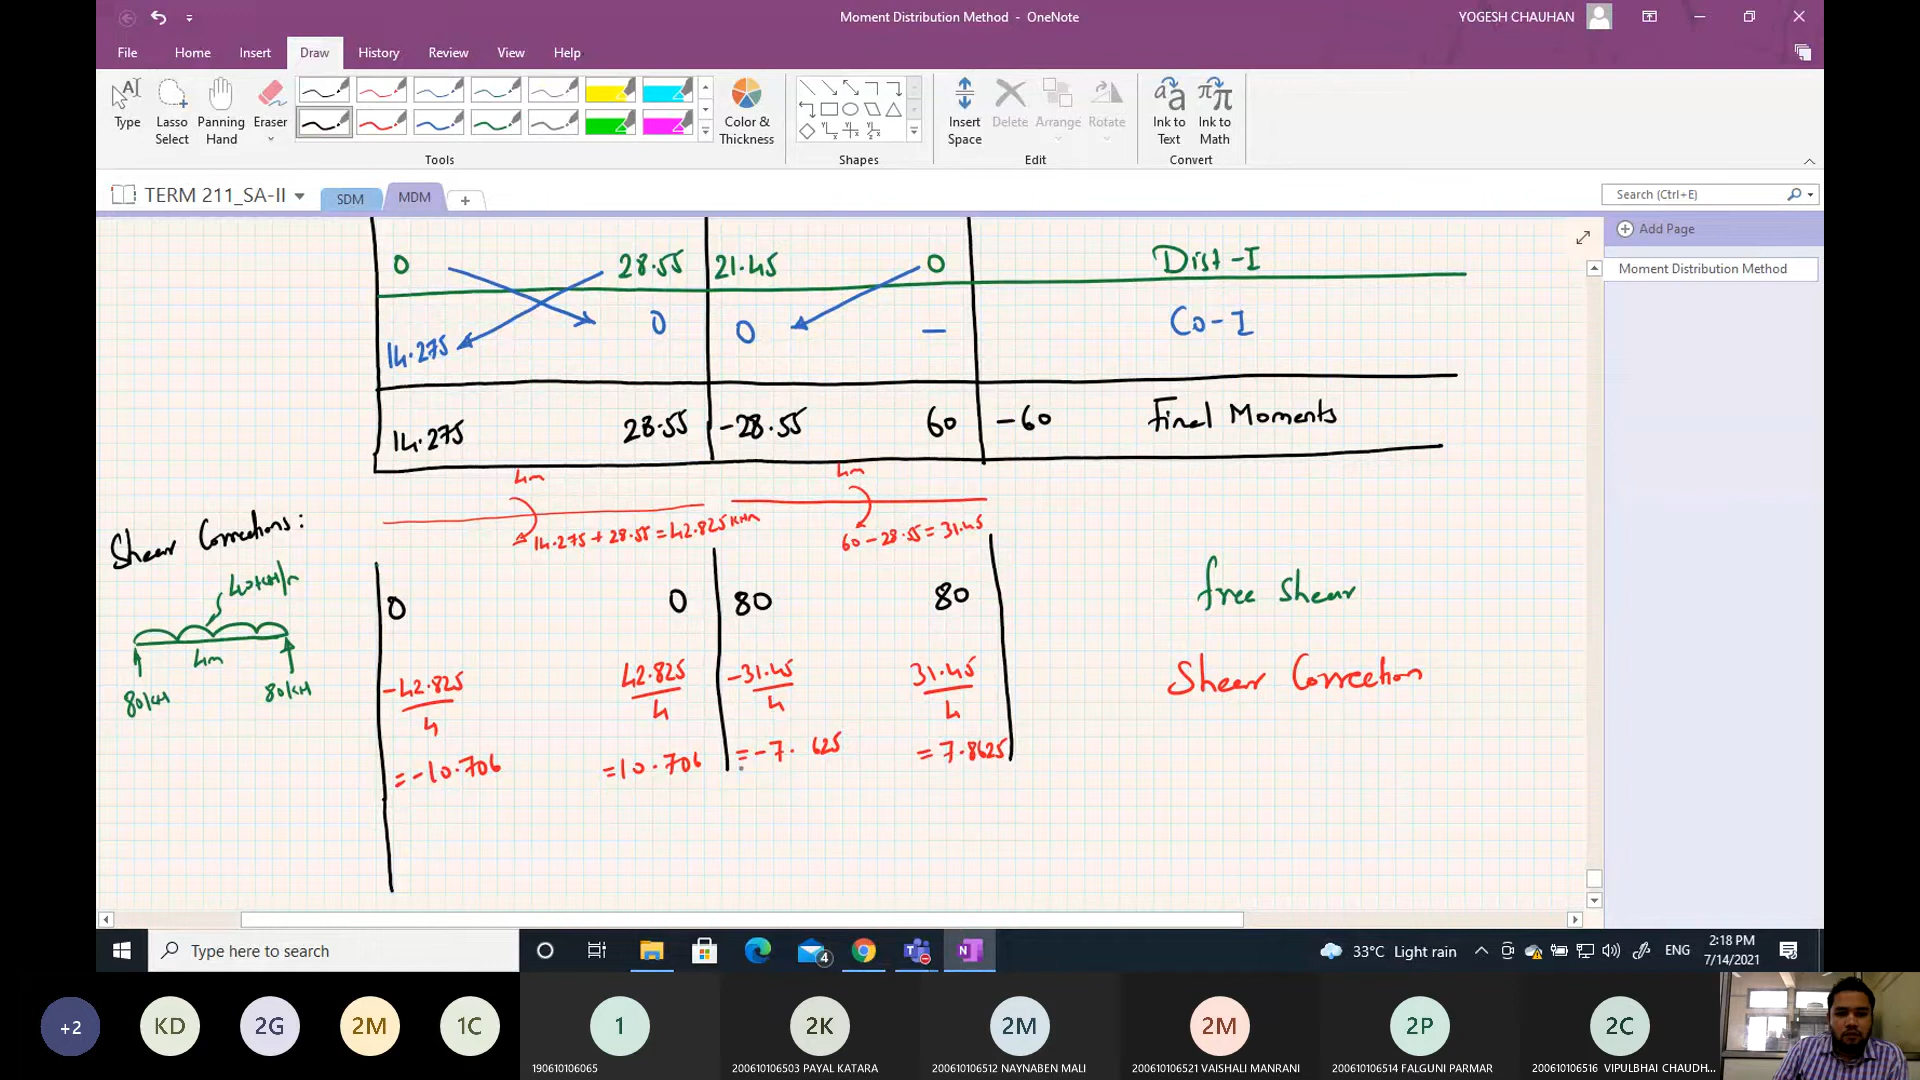 Moment Distribution Method - OneNote
YOGESH CHAUHAN
File Home Insert Draw History Review View Help
Type
Lasso Select
Panning Hand
Eraser
Color & Thickness
Insert Space
Delete
Arrange
Rotate
Ink to Text
Ink to Math
Tools
Shapes
Edit
Convert
TERM 211_SA-II
SDM
MDM
Search (Ctrl+E)
Add Page
Moment Distribution Method
0 28.55 21.45 0 Dist-I
14.275 0 0 - Co-I
14.275 28.55 -28.55 60 -60 Final Moments
4m 4m
14.275 + 28.55 = 42.825 KNm
60 - 28.55 = 31.45
Shear Corrections:
40KN/m
4m
80KN 80KN
0 0 80 80 free shear
-42.825/4 42.825/4 -31.45/4 31.45/4 Shear Correction
= -10.706 = 10.706 = -7. 625 = 7.8625
Type here to search
4
33°C Light rain
ENG
2:18 PM
7/14/2021
+2 KD 2G 2M 1C 1 2K 2M 2M 2P 2C
190610106065
200610106503 PAYAL KATARA
200610106512 NAYNABEN MALI
200610106521 VAISHALI MANRANI
200610106514 FALGUNI PARMAR
200610106516 VIPULBHAI CHAUDH...